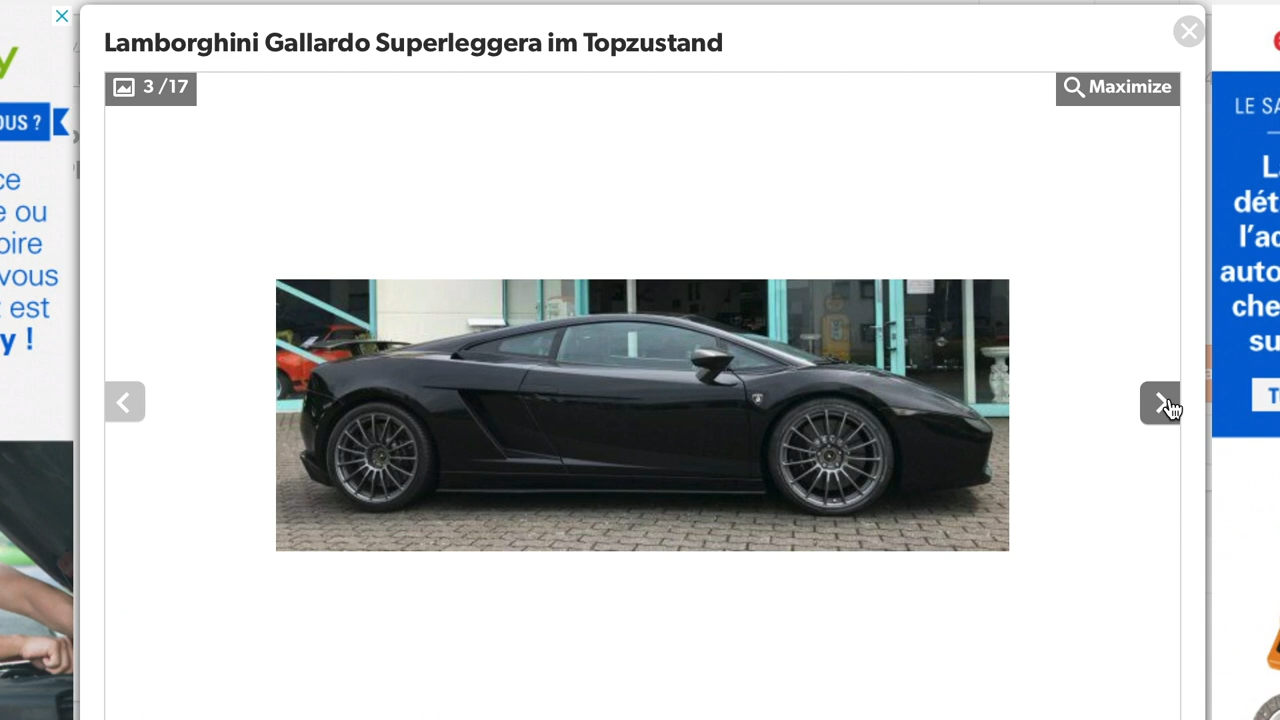 Lamborghini Gallardo Superleggera im Topzustand
3 /17
Maximize
OUS ?
ce
e ou
oire
vous
est
y !
LE SA
L
dét
l'ac
auto
che
su
T